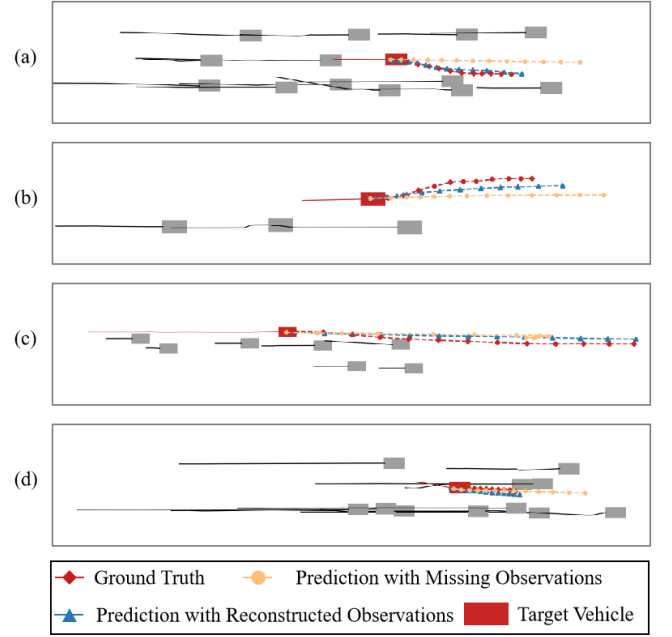 (a)
(b)
(c)
(d)
Ground Truth Prediction with Missing Observations
Prediction with Reconstructed Observations Target Vehicle